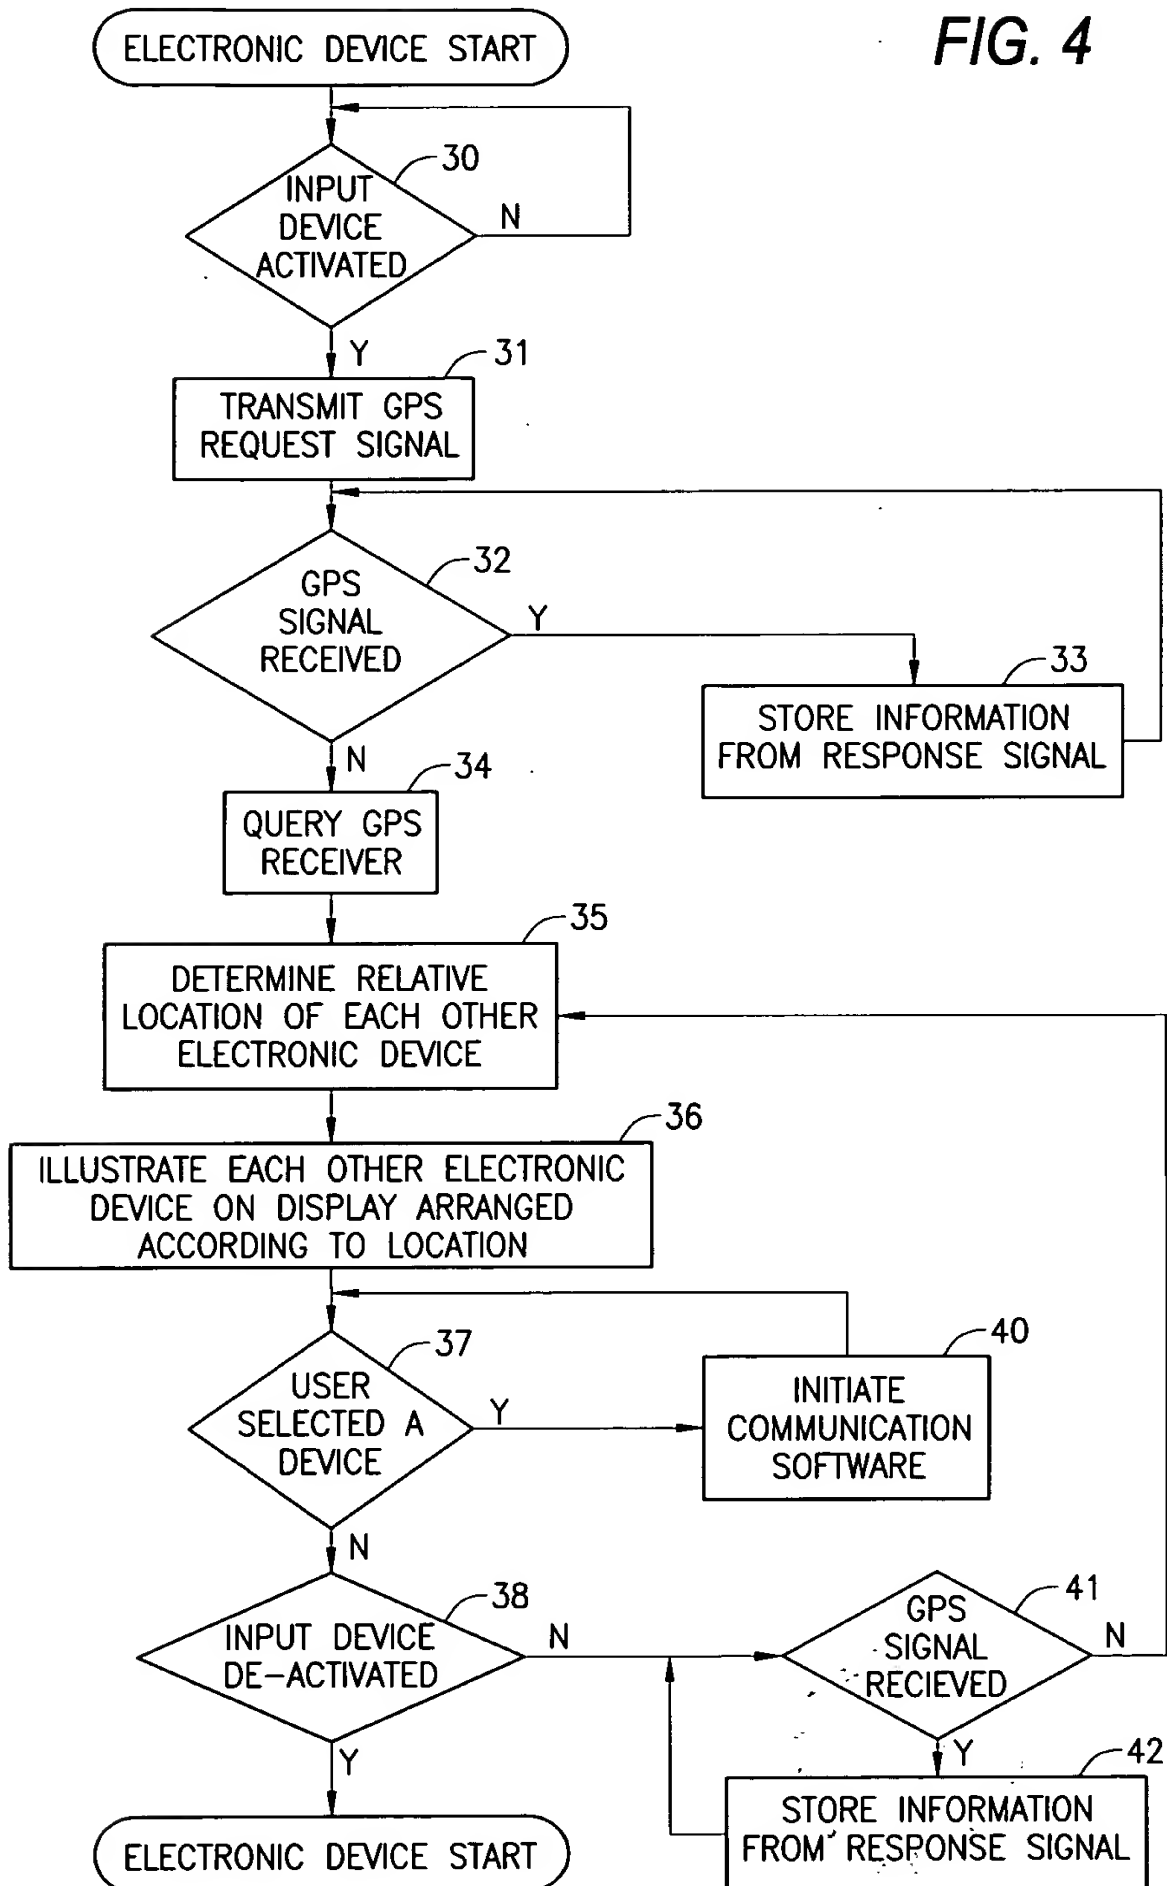 FIG. 4
ELECTRONIC DEVICE START
30
INPUT
DEVICE
ACTIVATED
N
Y
31
TRANSMIT GPS
REQUEST SIGNAL
32
GPS
SIGNAL
RECEIVED
Y
33
STORE INFORMATION
FROM RESPONSE SIGNAL
N
34
QUERY GPS
RECEIVER
35
DETERMINE RELATIVE
LOCATION OF EACH OTHER
ELECTRONIC DEVICE
36
ILLUSTRATE EACH OTHER ELECTRONIC
DEVICE ON DISPLAY ARRANGED
ACCORDING TO LOCATION
37
USER
SELECTED A
DEVICE
Y
40
INITIATE
COMMUNICATION
SOFTWARE
N
38
INPUT DEVICE
DE-ACTIVATED
N
41
GPS
SIGNAL
RECIEVED
N
Y
42
STORE INFORMATION
FROM RESPONSE SIGNAL
Y
ELECTRONIC DEVICE START